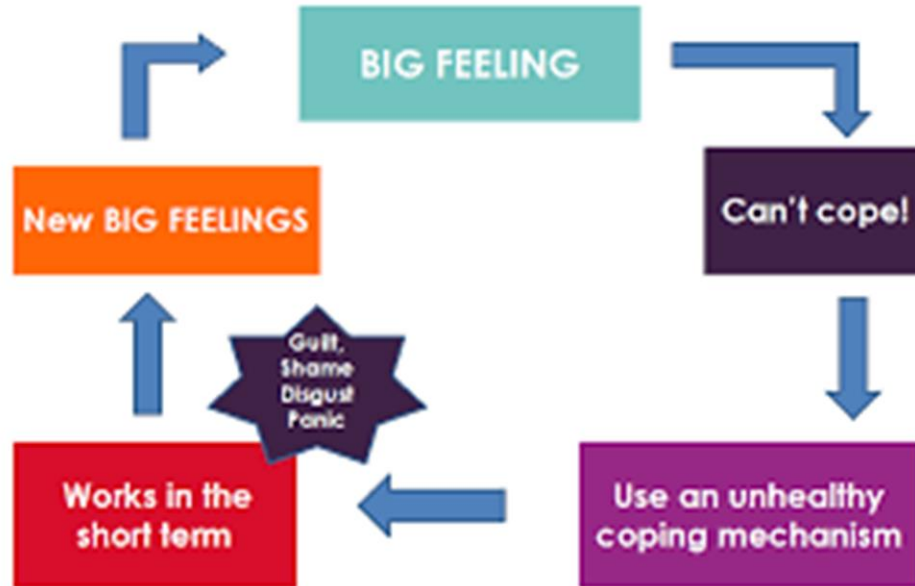 BIG FEELING
Can't cope!
Use an unhealthy
coping mechanism
Works in the
short term
Guilt,
Shame
Disgust
Panic
New BIG FEELINGS